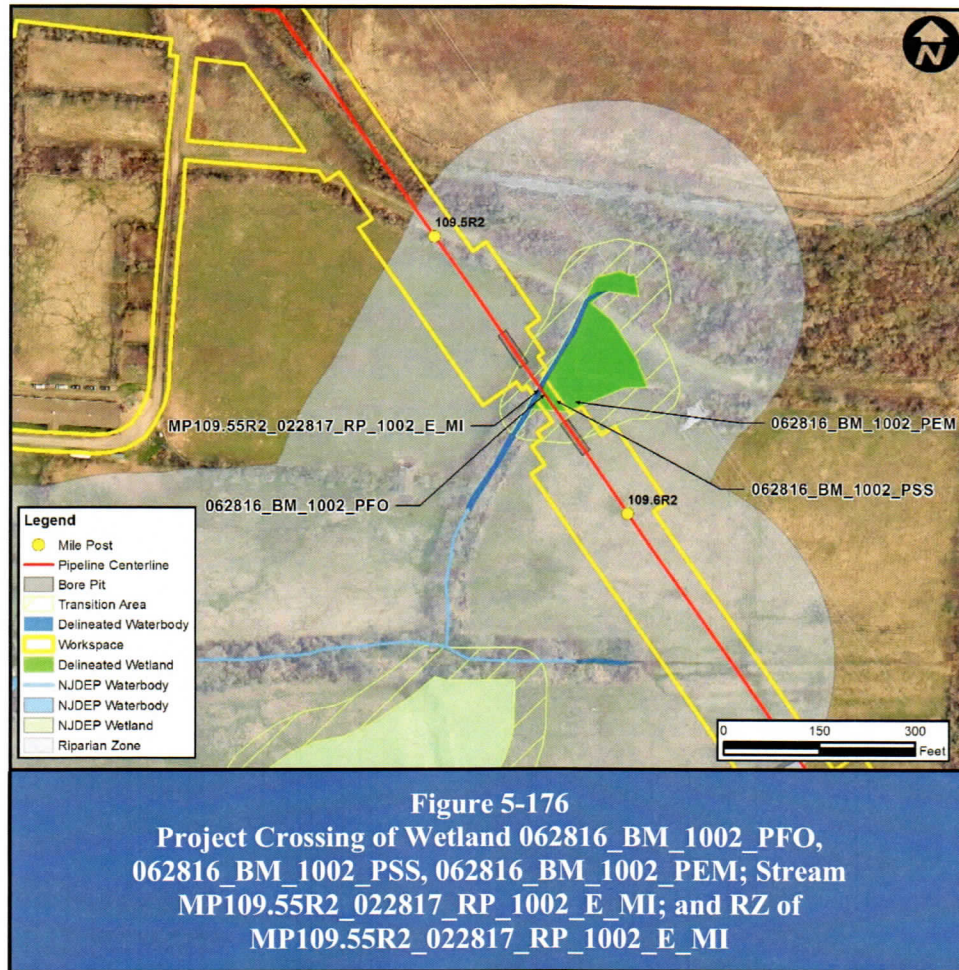 N
109.5R2
MP109.55R2_022817_RP_1002_E_MI
062816_BM_1002_PEM
062816_BM_1002_PSS
062816_BM_1002_PFO
109.6R2
Legend
Mile Post
Pipeline Centerline
Bore Pit
Transition Area
Delineated Waterbody
Workspace
Delineated Wetland
NJDEP Waterbody
NJDEP Waterbody
NJDEP Wetland
Riparian Zone
0 150 300
Feet
Figure 5-176
Project Crossing of Wetland 062816_BM_1002_PFO,
062816_BM_1002_PSS, 062816_BM_1002_PEM; Stream
MP109.55R2_022817_RP_1002_E_MI; and RZ of
MP109.55R2_022817_RP_1002_E_MI